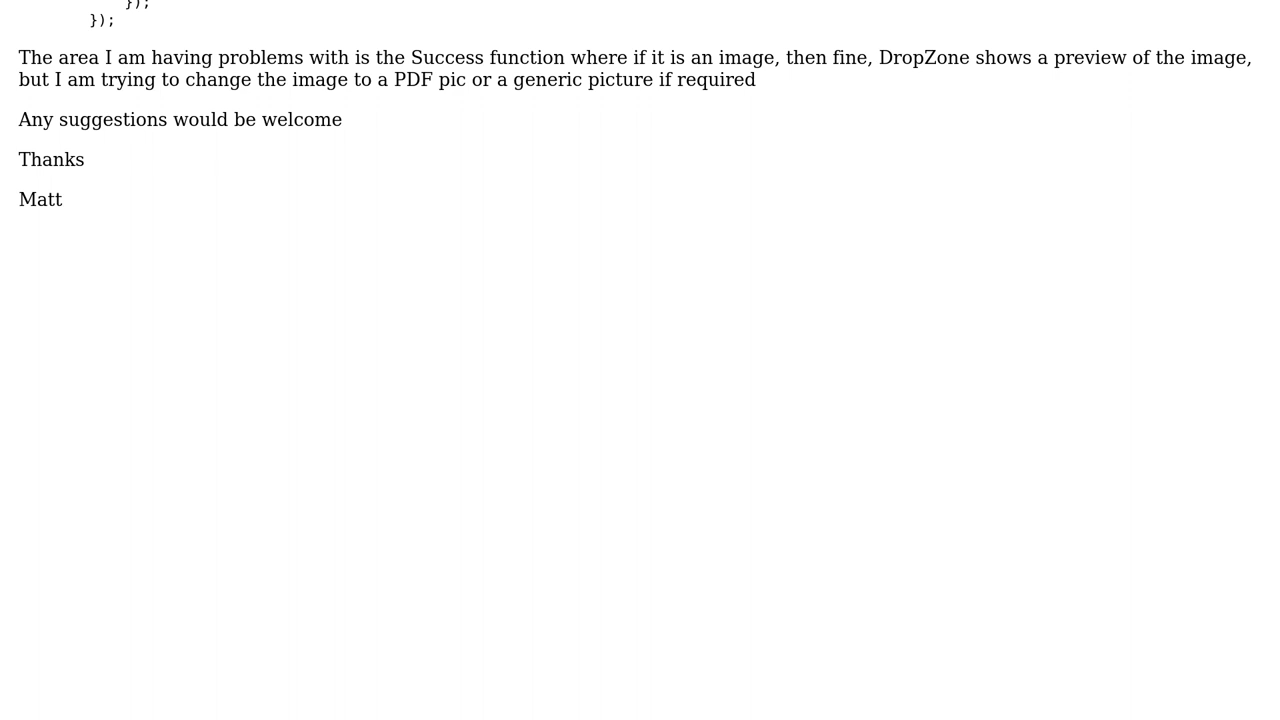 });
});
The area I am having problems with is the Success function where if it is an image, then fine, DropZone shows a preview of the image,
but I am trying to change the image to a PDF pic or a generic picture if required
Any suggestions would be welcome
Thanks
Matt